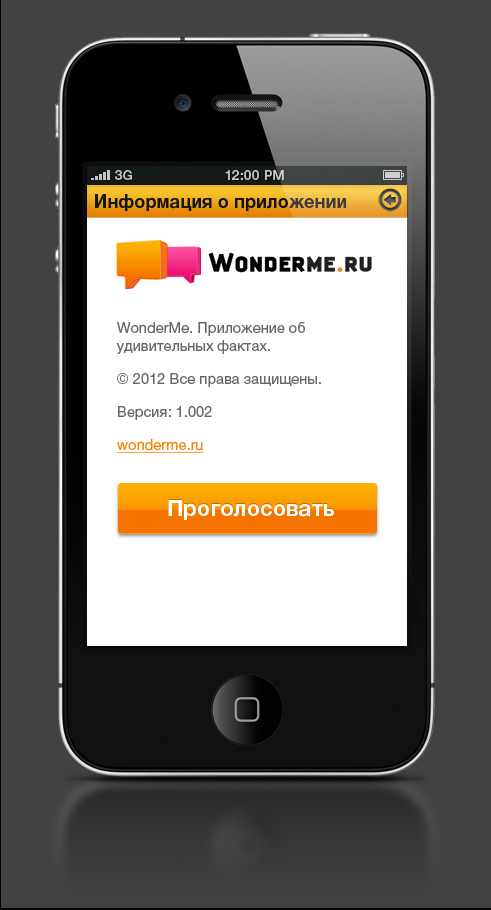 3G 12:00 PM
Информация о приложении
WONDERME.RU
WonderMe. Приложение об
удивительных фактах.
© 2012 Все права защищены.
Версия: 1.002
wonderme.ru
Проголосовать